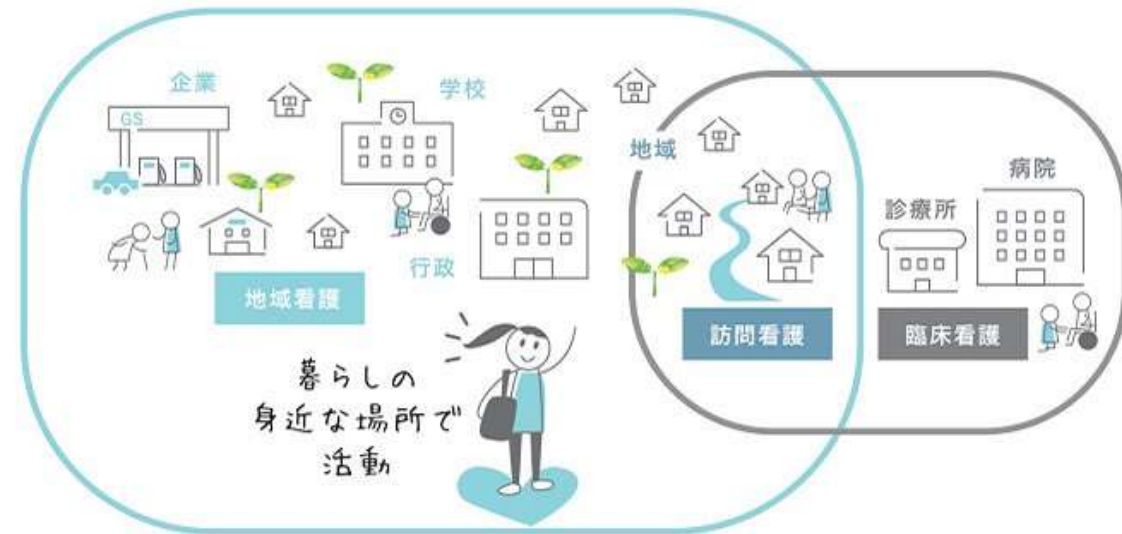 企業
GS
学校
行政
地域看護
暮らしの
身近な場所で
活動
地域
訪問看護
診療所
病院
臨床看護